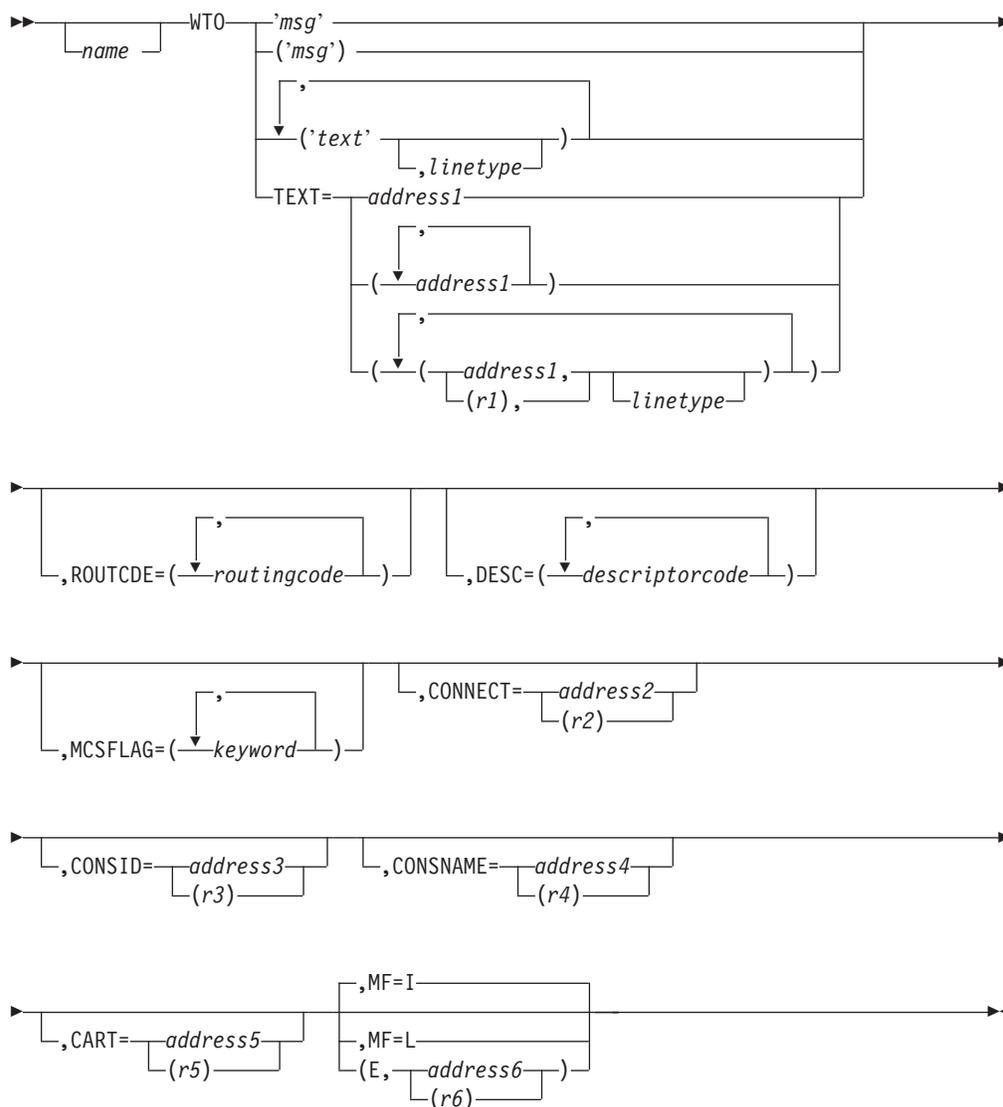 WTO ’msg’
name (’msg’)
,
(’text’ )
,linetype
TEXT= address1
,
( address1 )
,
( ( address1, ) )
(r1), linetype
, ,
,ROUTCDE=( routingcode ) ,DESC=( descriptorcode )
, ,CONNECT= address2
(r2)
,MCSFLAG=( keyword )
,CONSID= address3 ,CONSNAME= address4
(r3) (r4)
,MF=I
,CART= address5 ,MF=L
(r5) (E, address6 )
(r6)